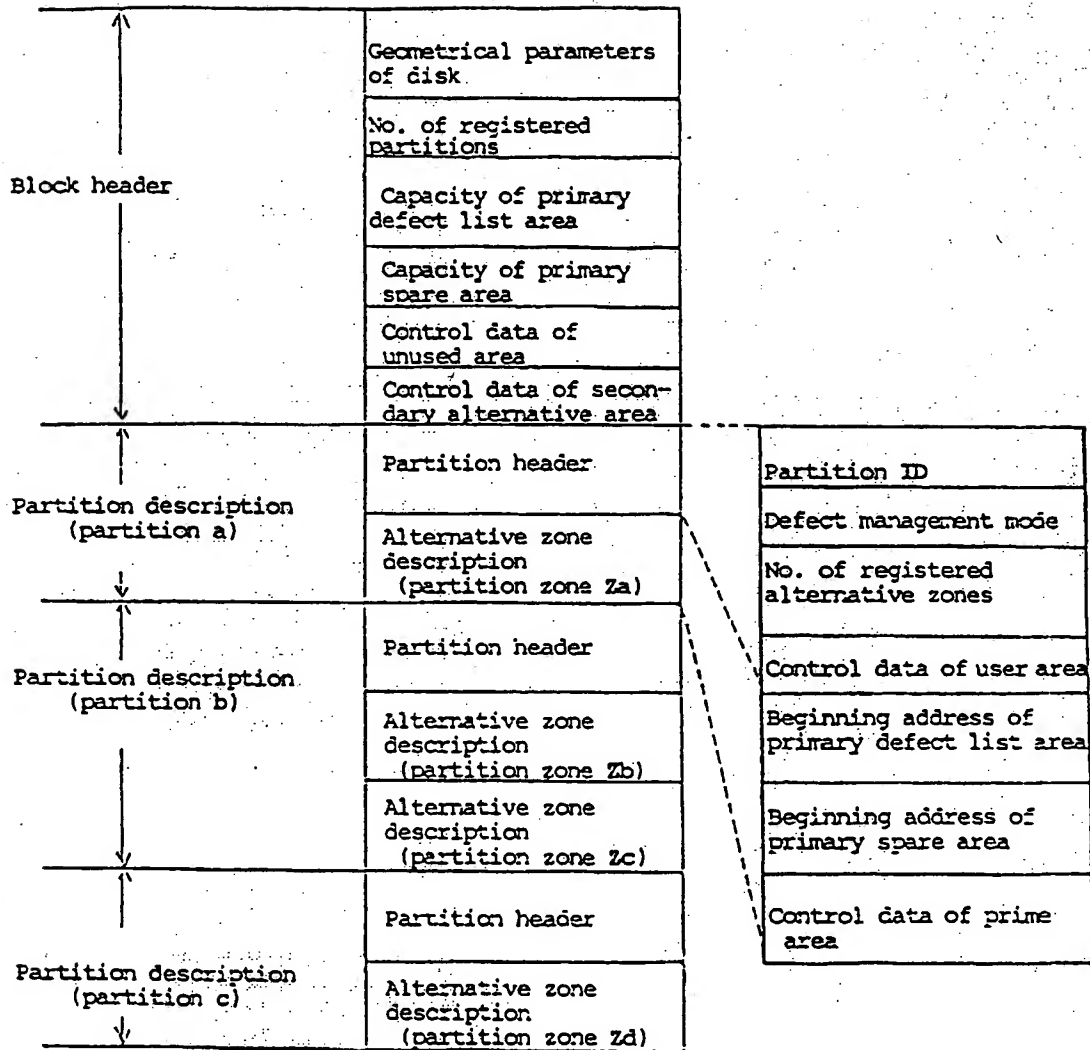 Geometrical parameters
of disk
No. of registered
partitions
Block header
Capacity of primary
defect list area
Capacity of primary
spare area
Control data of
unused area
Control data of secon-
dary alternative area
Partition description
(partition a)
Partition header
Alternative zone
description
(partition zone Za)
Partition description
(partition b)
Partition header
Alternative zone
description
(partition zone Zb)
Alternative zone
description
(partition zone Zc)
Partition description
(partition c)
Partition header
Alternative zone
description
(partition zone Zd)
Partition ID
Defect management mode
No. of registered
alternative zones
Control data of user area
Beginning address of
primary defect list area
Beginning address of
primary spare area
Control data of prime
area